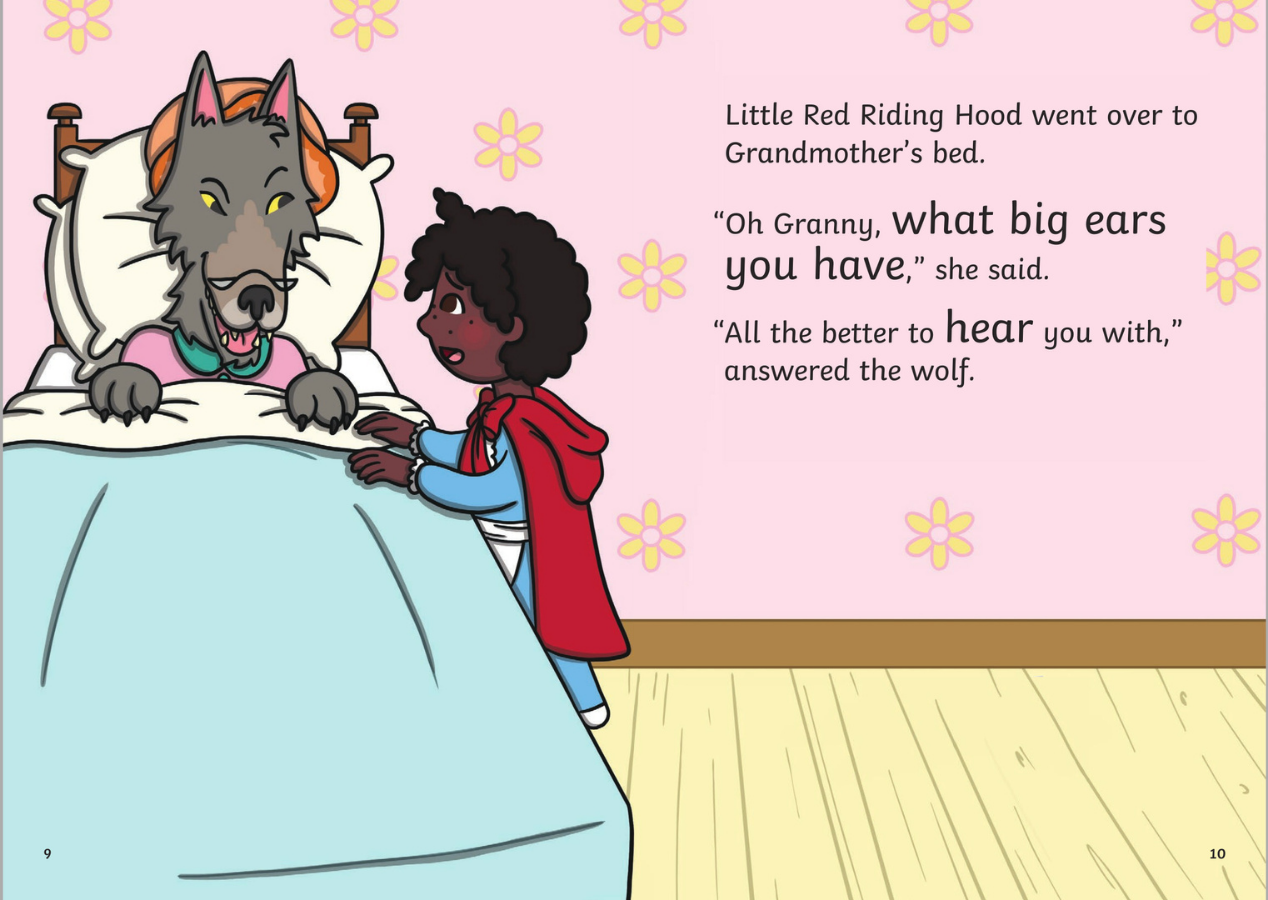 Little Red Riding Hood went over to
Grandmother’s bed.
“Oh Granny, what big ears
you have,” she said.
“All the better to hear you with,”
answered the wolf.
9
10